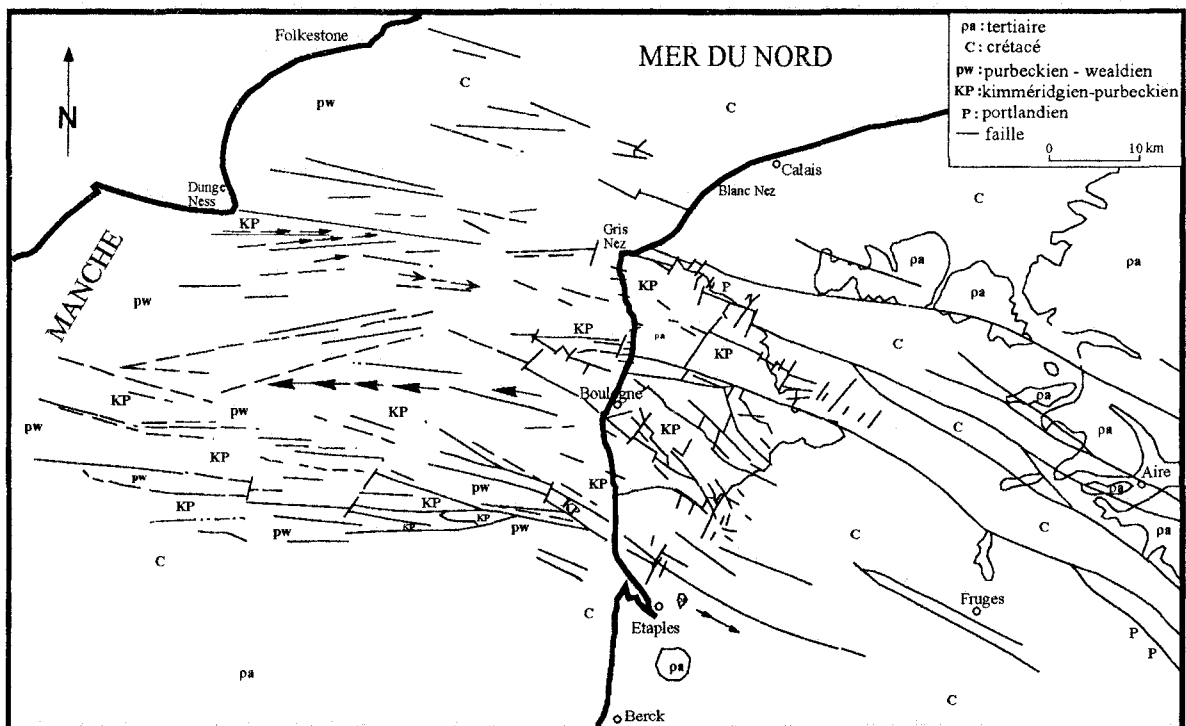 Folkestone
MER DU NORD
ρa : tertiaire
C : crétacé
pw : purbeckien - wealdien
KP : kimméridgien-purbeckien
P : portlandien
— faille
0 10 km
N
pw
C
C
Calais
Blanc Nez
Dunge
Ness
KP
C
Gris
Nez
MANCHE
pw
KP
P
ρa
ρa
ρa
KP
ρa
KP
C
Boulogne
KP
pw
KP
KP
C
ρa
ρa
pw
KP
pw
KP
Aire
pw
KP
KP
KP
KP
KP
pw
pw
C
ρa
ρa
C
C
C
Etaples
Fruges
P
P
ρa
ρa
C
Berck